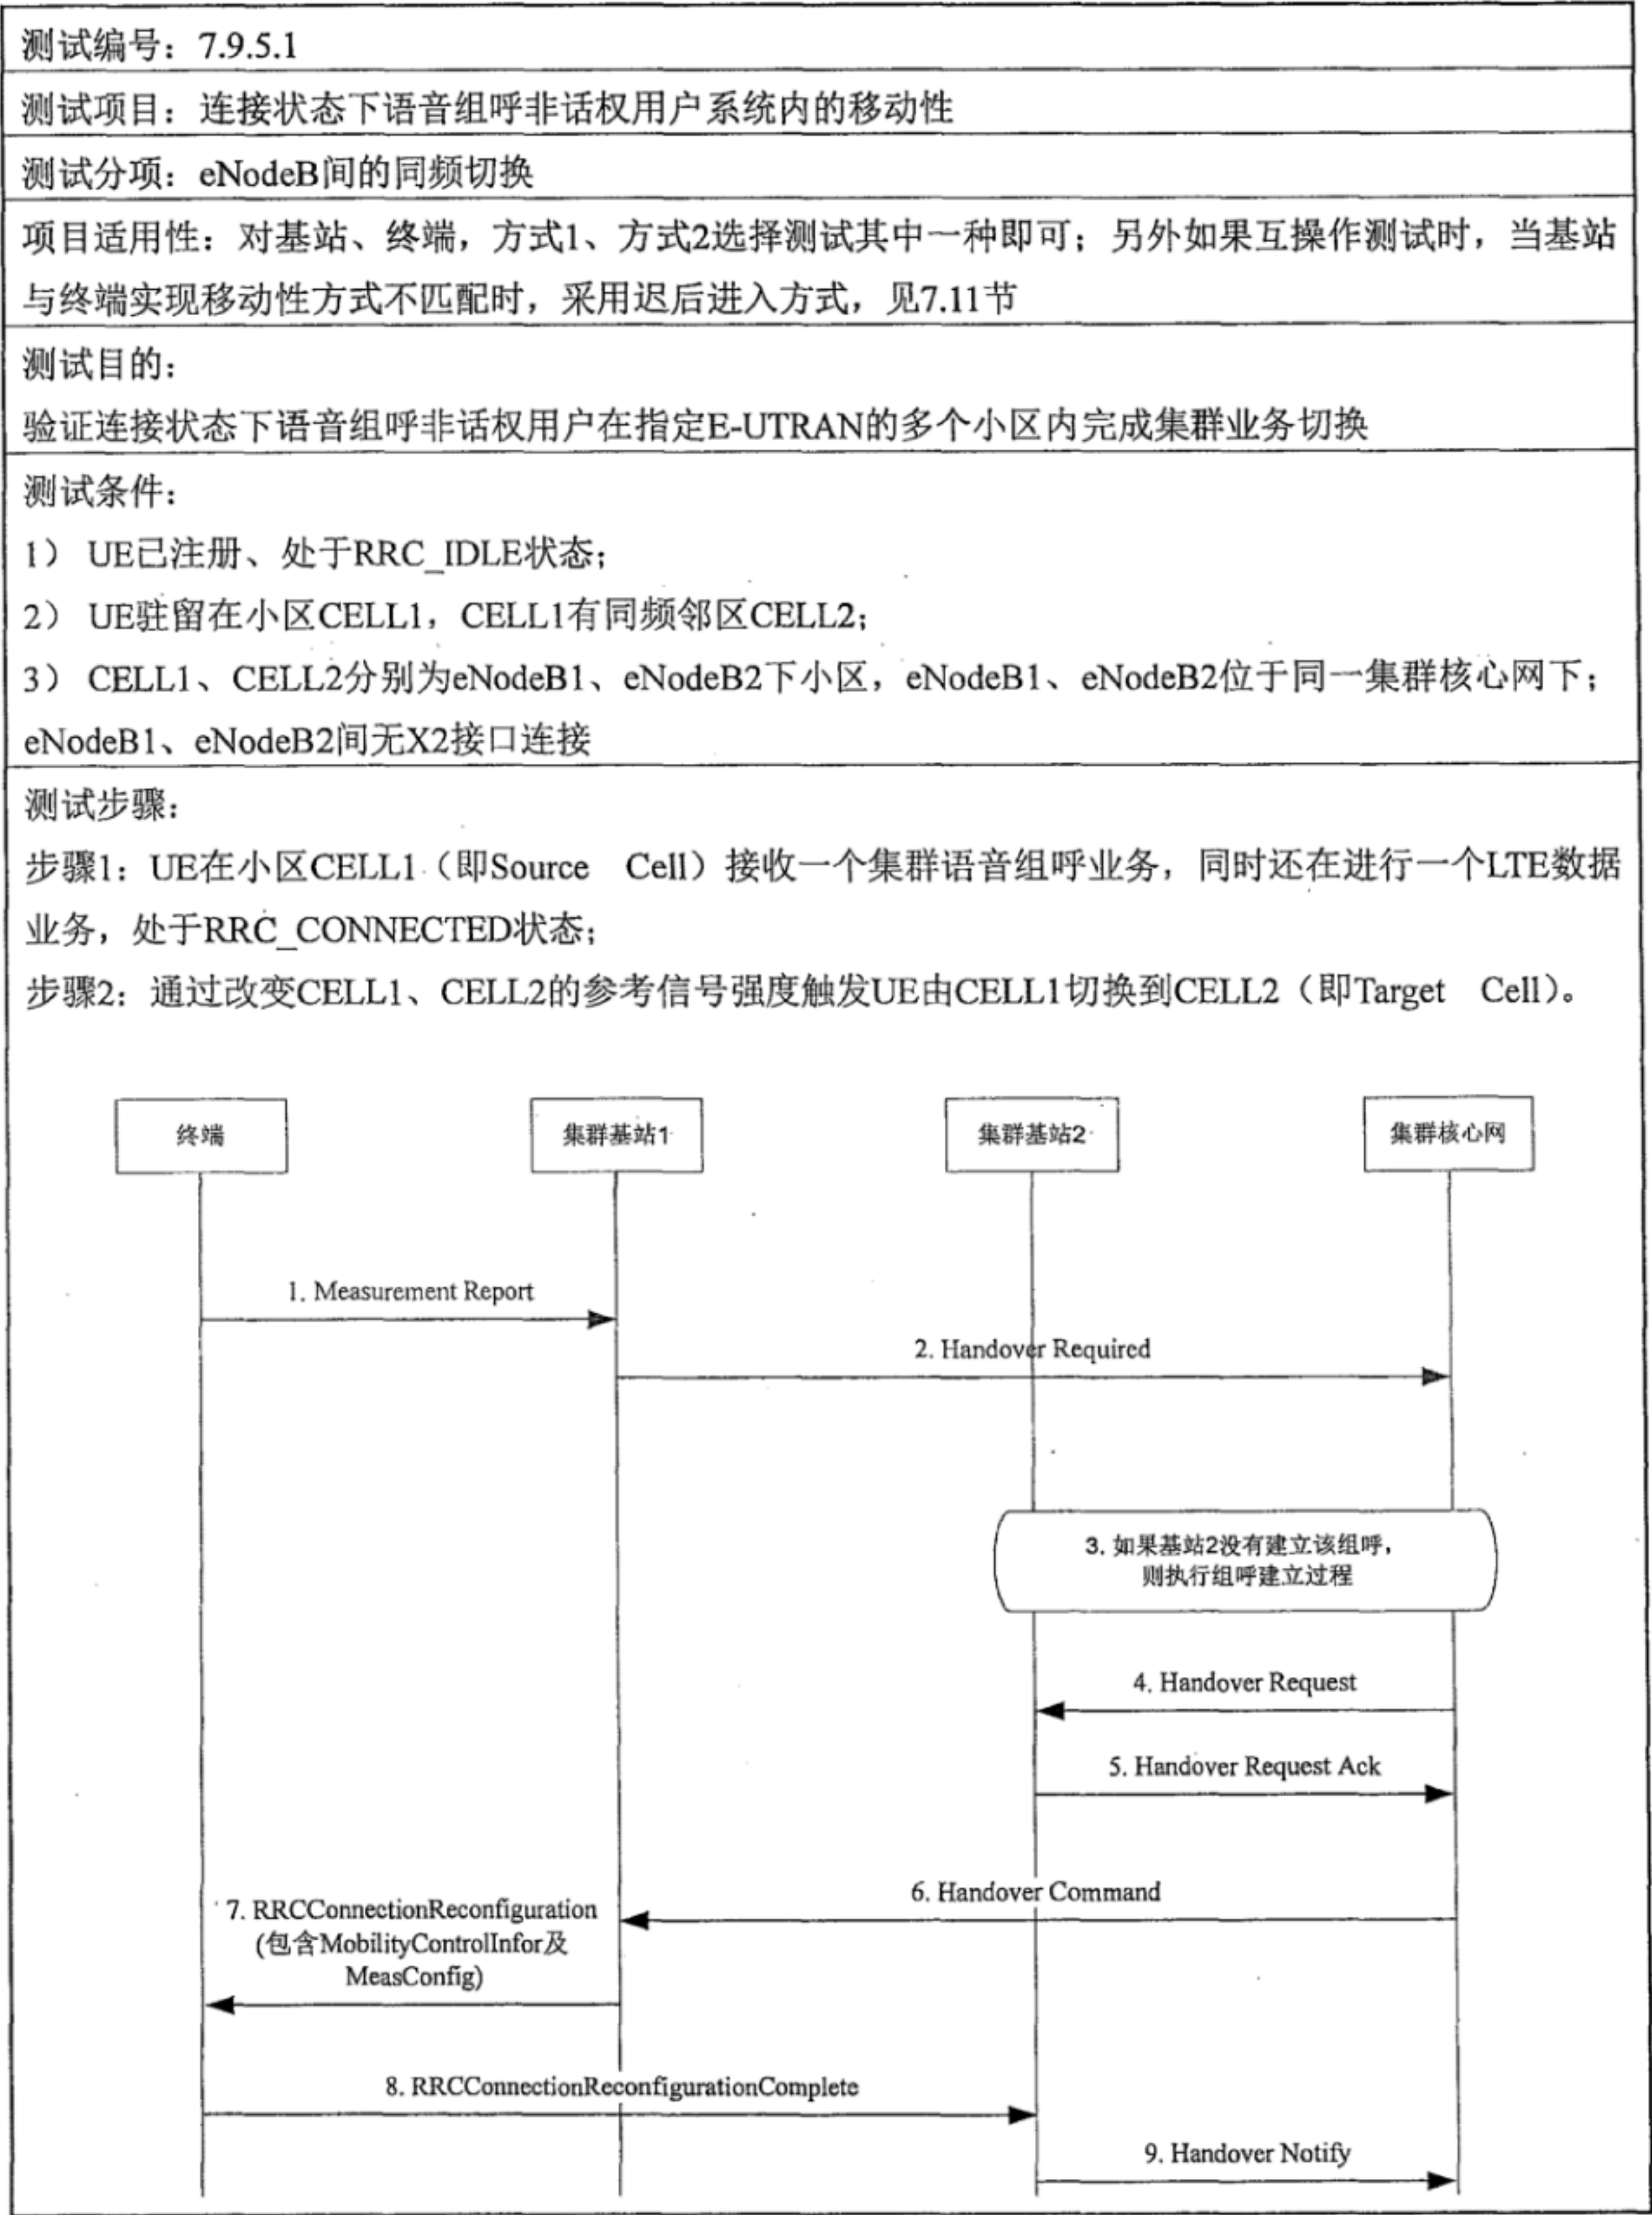 测试编号：7.9.5.1
测试项目：连接状态下语音组呼非话权用户系统内的移动性
测试分项：eNodeB间的同频切换
项目适用性：对基站、终端，方式1、方式2选择测试其中一种即可；另外如果互操作测试时，当基站
与终端实现移动性方式不匹配时，采用迟后进入方式，见7.11节
测试目的：
验证连接状态下语音组呼非话权用户在指定E-UTRAN的多个小区内完成集群业务切换
测试条件：
1） UE已注册、处于RRC_IDLE状态；
2） UE驻留在小区CELL1，CELL1有同频邻区CELL2；
3） CELL1、CELL2分别为eNodeB1、eNodeB2下小区，eNodeB1、eNodeB2位于同一集群核心网下；
eNodeB1、eNodeB2间无X2接口连接
测试步骤：
步骤1：UE在小区CELL1（即Source Cell）接收一个集群语音组呼业务，同时还在进行一个LTE数据
业务，处于RRC_CONNECTED状态；
步骤2：通过改变CELL1、CELL2的参考信号强度触发UE由CELL1切换到CELL2（即Target Cell）。
终端
集群基站1
集群基站2
集群核心网
1. Measurement Report
2. Handover Required
3. 如果基站2没有建立该组呼，
则执行组呼建立过程
4. Handover Request
5. Handover Request Ack
6. Handover Command
7. RRCConnectionReconfiguration
(包含MobilityControlInfor及
MeasConfig)
8. RRCConnectionReconfigurationComplete
9. Handover Notify